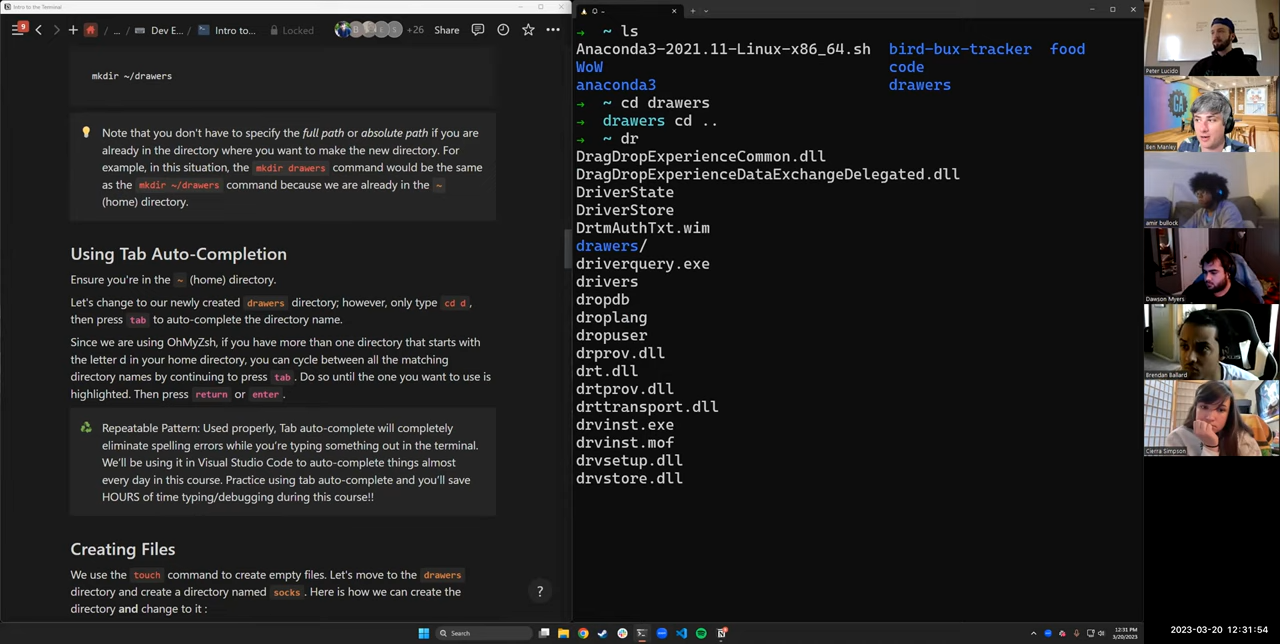 Intro to the Terminal
9
... / Dev E... / Intro to... Locked +26 Share
mkdir ~/drawers
Note that you don't have to specify the full path or absolute path if you are
already in the directory where you want to make the new directory. For
example, in this situation, the mkdir drawers command would be the same
as the mkdir ~/drawers command because we are already in the ~
(home) directory.
Using Tab Auto-Completion
Ensure you're in the ~ (home) directory.
Let's change to our newly created drawers directory; however, only type cd d,
then press tab to auto-complete the directory name.
Since we are using OhMyZsh, if you have more than one directory that starts with
the letter d in your home directory, you can cycle between all the matching
directory names by continuing to press tab. Do so until the one you want to use is
highlighted. Then press return or enter.
Repeatable Pattern: Used properly, Tab auto-complete will completely
eliminate spelling errors while you're typing something out in the terminal.
We'll be using it in Visual Studio Code to auto-complete things almost
every day in this course. Practice using tab auto-complete and you'll save
HOURS of time typing/debugging during this course!!
Creating Files
We use the touch command to create empty files. Let's move to the drawers
directory and create a directory named socks. Here is how we can create the
directory and change to it :
?
~
→ ~ ls
Anaconda3-2021.11-Linux-x86_64.sh bird-bux-tracker food
WoW code
anaconda3 drawers
→ ~ cd drawers
→ drawers cd ..
→ ~ dr
DragDropExperienceCommon.dll
DragDropExperienceDataExchangeDelegated.dll
DriverState
DriverStore
DrtmAuthTxt.wim
drawers/
driverquery.exe
drivers
dropdb
droplang
dropuser
drprov.dll
drt.dll
drtprov.dll
drttransport.dll
drvinst.exe
drvinst.mof
drvsetup.dll
drvstore.dll
Peter Lucido
GA
Ben Manley
amir bullock
Dawson Myers
Brendan Ballard
Cierra Simpson
Search
12:31 PM
3/20/2023
2023-03-20 12:31:54